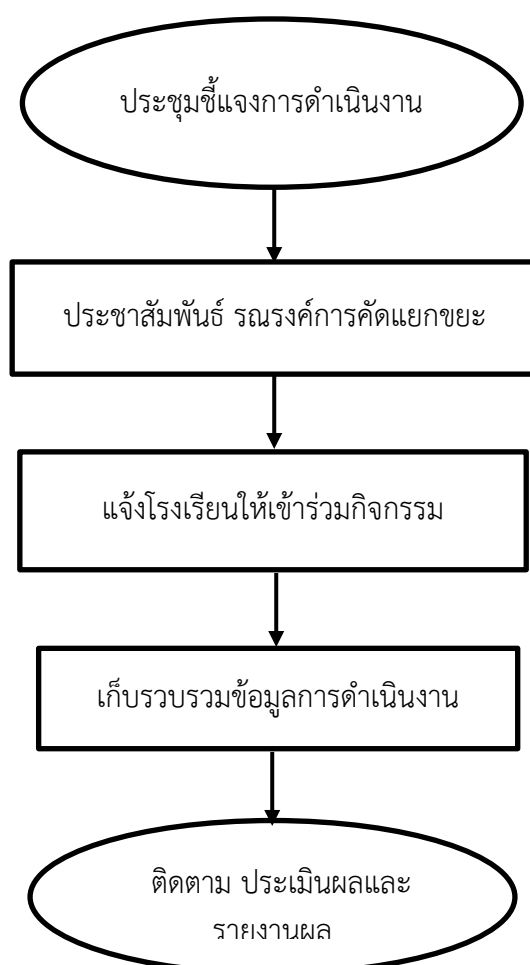 ประชุมชี้แจงการดำเนินงาน
ประชาสัมพันธ์ รณรงค์การคัดแยกขยะ
แจ้งโรงเรียนให้เข้าร่วมกิจกรรม
เก็บรวบรวมข้อมูลการดำเนินงาน
ติดตาม ประเมินผลและ
รายงานผล